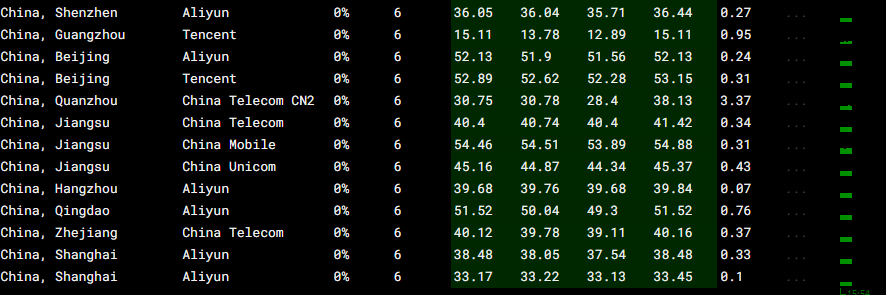 China, Shenzhen Aliyun 0% 6 36.05 36.04 35.71 36.44 0.27 ...
China, Guangzhou Tencent 0% 6 15.11 13.78 12.89 15.11 0.95 ...
China, Beijing Aliyun 0% 6 52.13 51.9 51.56 52.13 0.24 ...
China, Beijing Tencent 0% 6 52.89 52.62 52.28 53.15 0.31 ...
China, Quanzhou China Telecom CN2 0% 6 30.75 30.78 28.4 38.13 3.37 ...
China, Jiangsu China Telecom 0% 6 40.4 40.74 40.4 41.42 0.34 ...
China, Jiangsu China Mobile 0% 6 54.46 54.51 53.89 54.88 0.31 ...
China, Jiangsu China Unicom 0% 6 45.16 44.87 44.34 45.37 0.43 ...
China, Hangzhou Aliyun 0% 6 39.68 39.76 39.68 39.84 0.07 ...
China, Qingdao Aliyun 0% 6 51.52 50.04 49.3 51.52 0.76 ...
China, Zhejiang China Telecom 0% 6 40.12 39.78 39.11 40.16 0.37 ...
China, Shanghai Aliyun 0% 6 38.48 38.05 37.54 38.48 0.33 ...
China, Shanghai Aliyun 0% 6 33.17 33.22 33.13 33.45 0.1 ...